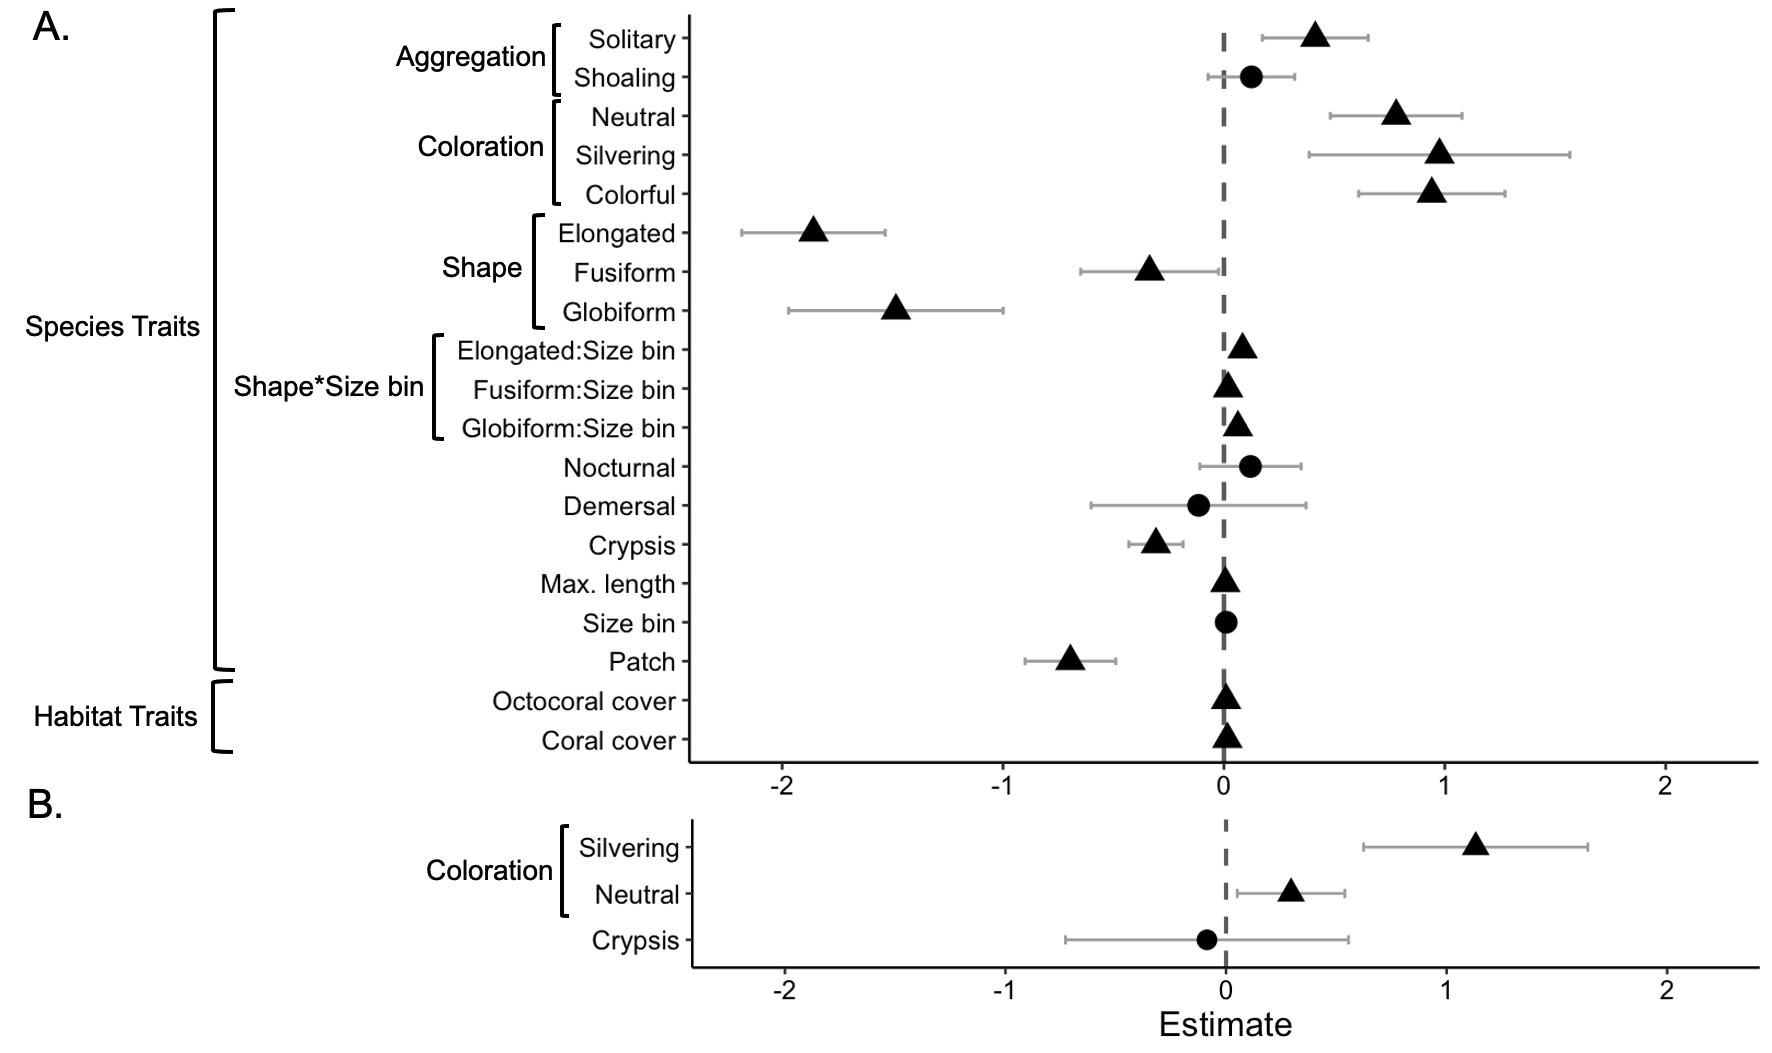 A.
Species Traits
Aggregation
Solitary
Shoaling
Coloration
Neutral
Silvering
Colorful
Shape
Elongated
Fusiform
Globiform
Shape*Size bin
Elongated:Size bin
Fusiform:Size bin
Globiform:Size bin
Nocturnal
Demersal
Crypsis
Max. length
Size bin
Patch
Habitat Traits
Octocoral cover
Coral cover
-2 -1 0 1 2
B.
Coloration
Silvering
Neutral
Crypsis
-2 -1 0 1 2
Estimate